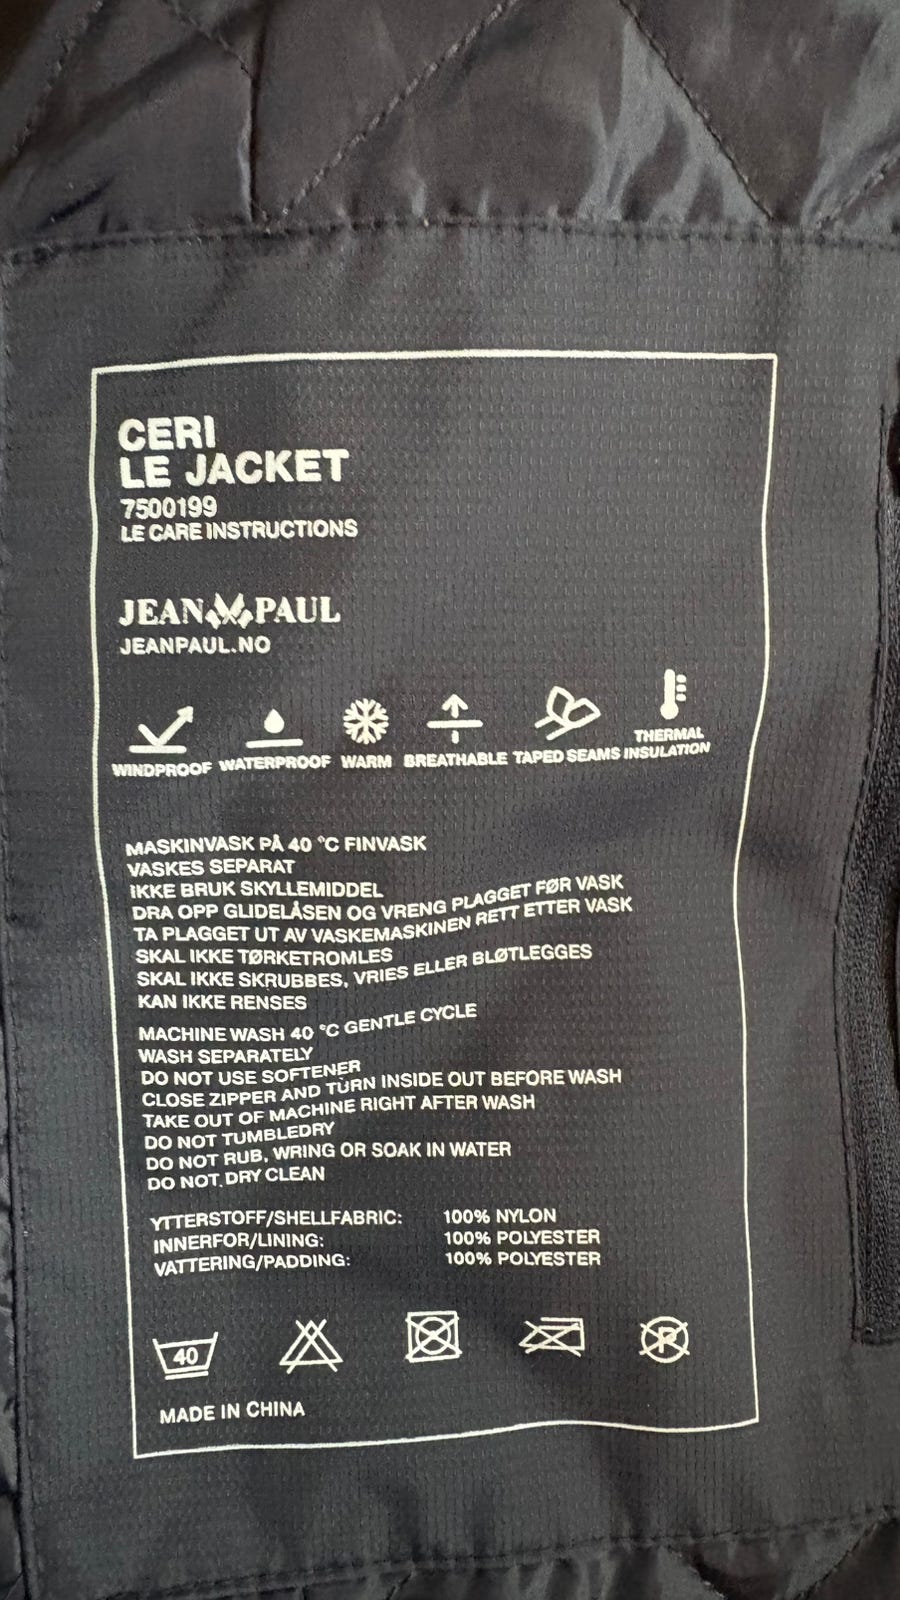 CERI
LE JACKET
7500199
LE CARE INSTRUCTIONS
JEAN PAUL
JEANPAUL.NO
WINDPROOF WATERPROOF WARM BREATHABLE TAPED SEAMS THERMAL INSULATION
MASKINVASK PÅ 40 °C FINVASK
VASKES SEPARAT
IKKE BRUK SKYLLEMIDDEL
DRA OPP GLIDELÅSEN OG VRENG PLAGGET FØR VASK
TA PLAGGET UT AV VASKEMASKINEN RETT ETTER VASK
SKAL IKKE TØRKETROMLES
SKAL IKKE SKRUBBES, VRIES ELLER BLØTLEGGES
KAN IKKE RENSES
MACHINE WASH 40 °C GENTLE CYCLE
WASH SEPARATELY
DO NOT USE SOFTENER
CLOSE ZIPPER AND TURN INSIDE OUT BEFORE WASH
TAKE OUT OF MACHINE RIGHT AFTER WASH
DO NOT TUMBLEDRY
DO NOT RUB, WRING OR SOAK IN WATER
DO NOT DRY CLEAN
YTTERSTOFF/SHELLFABRIC: 100% NYLON
INNERFOR/LINING: 100% POLYESTER
VATTERING/PADDING: 100% POLYESTER
40 P
MADE IN CHINA